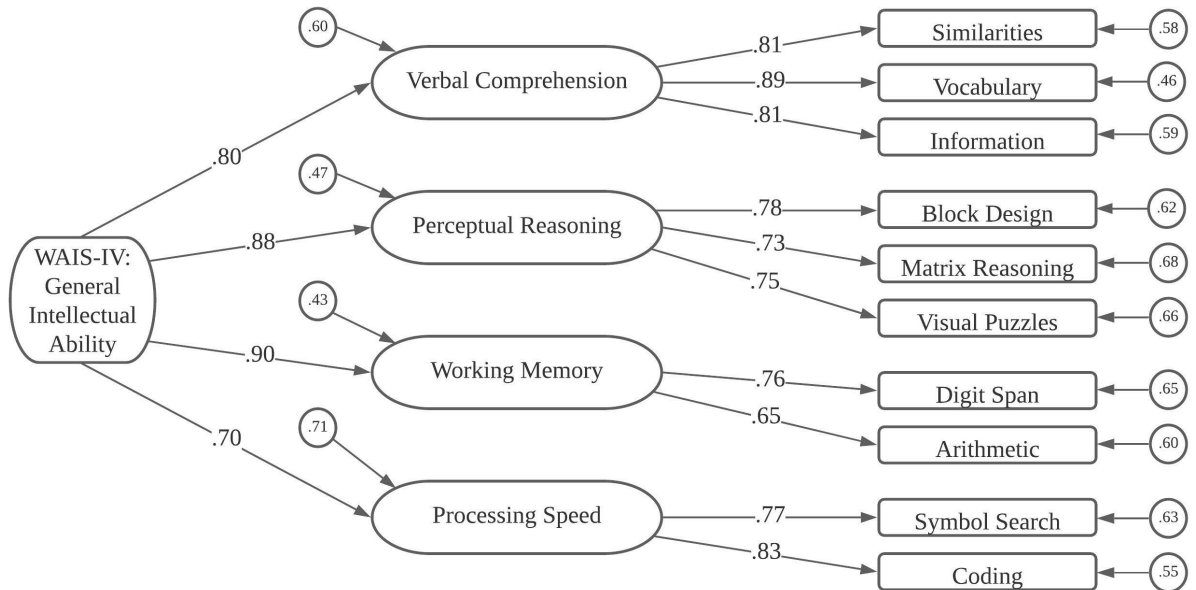 .60
Verbal Comprehension
.81
.89
.81
Similarities
.58
Vocabulary
.46
Information
.59
.80
.47
Perceptual Reasoning
.78
.73
.75
Block Design
.62
Matrix Reasoning
.68
Visual Puzzles
.66
.88
WAIS-IV:
General
Intellectual
Ability
.43
Working Memory
.76
.65
Digit Span
.65
Arithmetic
.60
.90
.70
.71
Processing Speed
.77
.83
Symbol Search
.63
Coding
.55